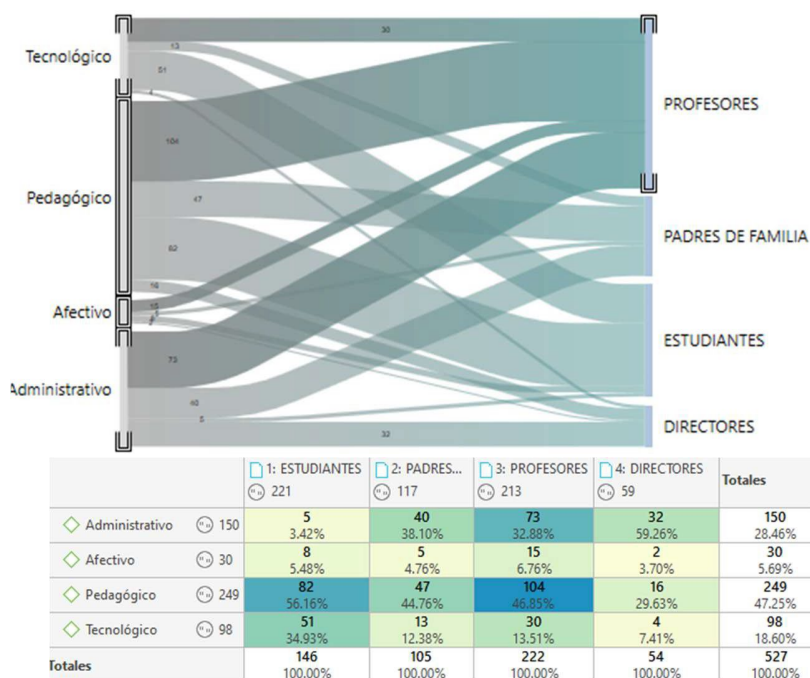 Tecnológico
30
13
51
4
PROFESORES
104
Pedagógico
47
82
16
PADRES DE FAMILIA
Afectivo
15
ESTUDIANTES
73
Administrativo
40
5
32
DIRECTORES
1: ESTUDIANTES 2: PADRES... 3: PROFESORES 4: DIRECTORES Totales
221 117 213 59
Administrativo 150 5 40 73 32 150
3.42% 38.10% 32.88% 59.26% 28.46%
Afectivo 30 8 5 15 2 30
5.48% 4.76% 6.76% 3.70% 5.69%
Pedagógico 249 82 47 104 16 249
56.16% 44.76% 46.85% 29.63% 47.25%
Tecnológico 98 51 13 30 4 98
34.93% 12.38% 13.51% 7.41% 18.60%
Totales 146 105 222 54 527
100.00% 100.00% 100.00% 100.00% 100.00%